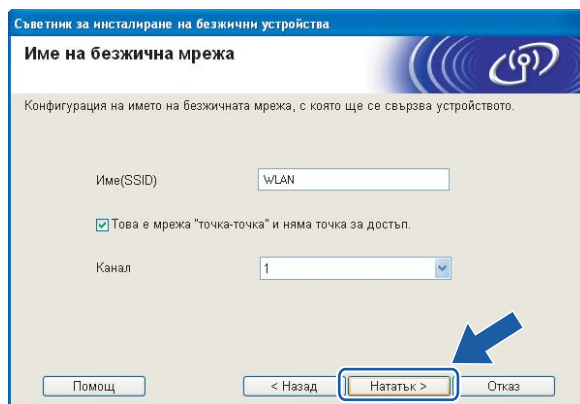 Съветник за инсталиране на безжични устройства
Име на безжична мрежа
Конфигурация на името на безжичната мрежа, с която ще се свързва устройството.
Име(SSID)
WLAN
Това е мрежа "точка-точка" и няма точка за достъп.
Канал
1
Помощ
< Назад
Нататък >
Отказ